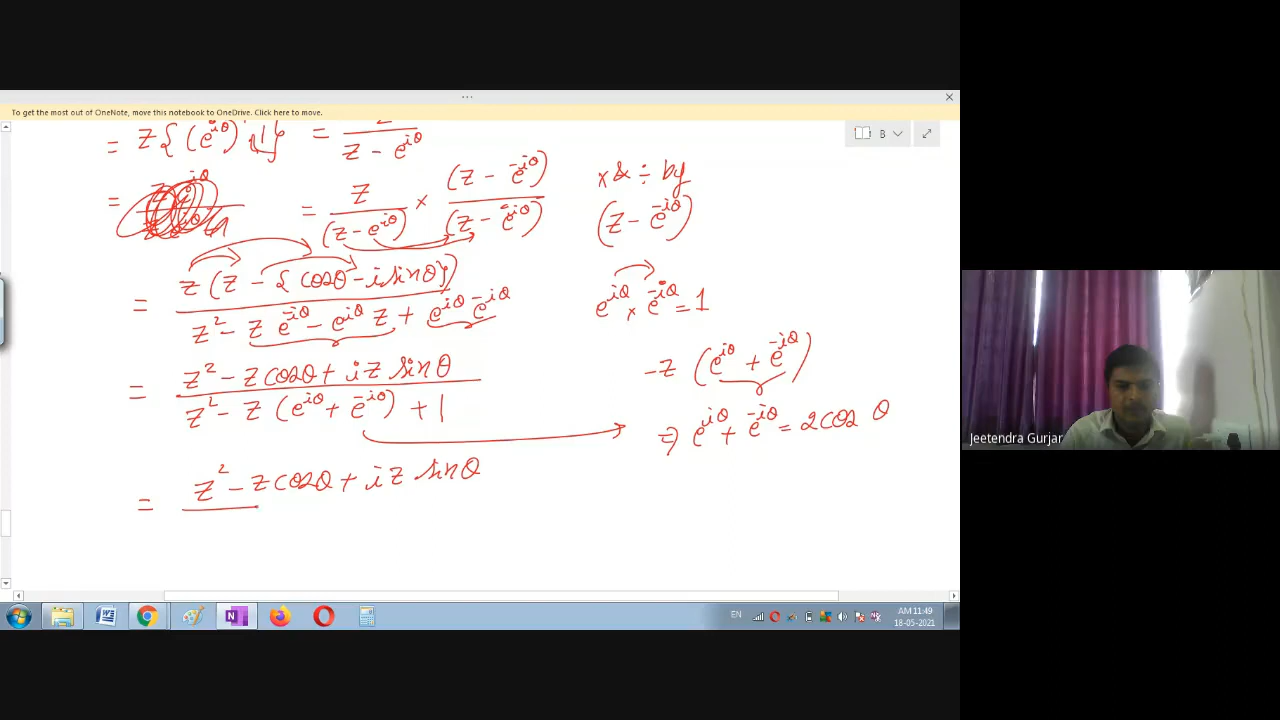 To get the most out of OneNote, move this notebook to OneDrive. Click here to move.
B
= Z{(e^{iθ})^n · 1} = z / (z - e^{iθ})
= z / (z - e^{iθ}) × (z - e^{-iθ}) / (z - e^{-iθ})
× & ÷ by
(z - e^{-iθ})
= z (z - {cosθ - i sinθ}) / (z² - z e^{-iθ} - e^{iθ} z + e^{iθ} e^{-iθ})
e^{iθ} × e^{-iθ} = 1
= (z² - z cosθ + i z sinθ) / (z² - z (e^{iθ} + e^{-iθ}) + 1)
-z (e^{iθ} + e^{-iθ})
⇒ e^{iθ} + e^{-iθ} = 2 cos θ
= z² - z cosθ + i z sinθ
Jeetendra Gurjar
EN
AM 11:49
18-05-2021